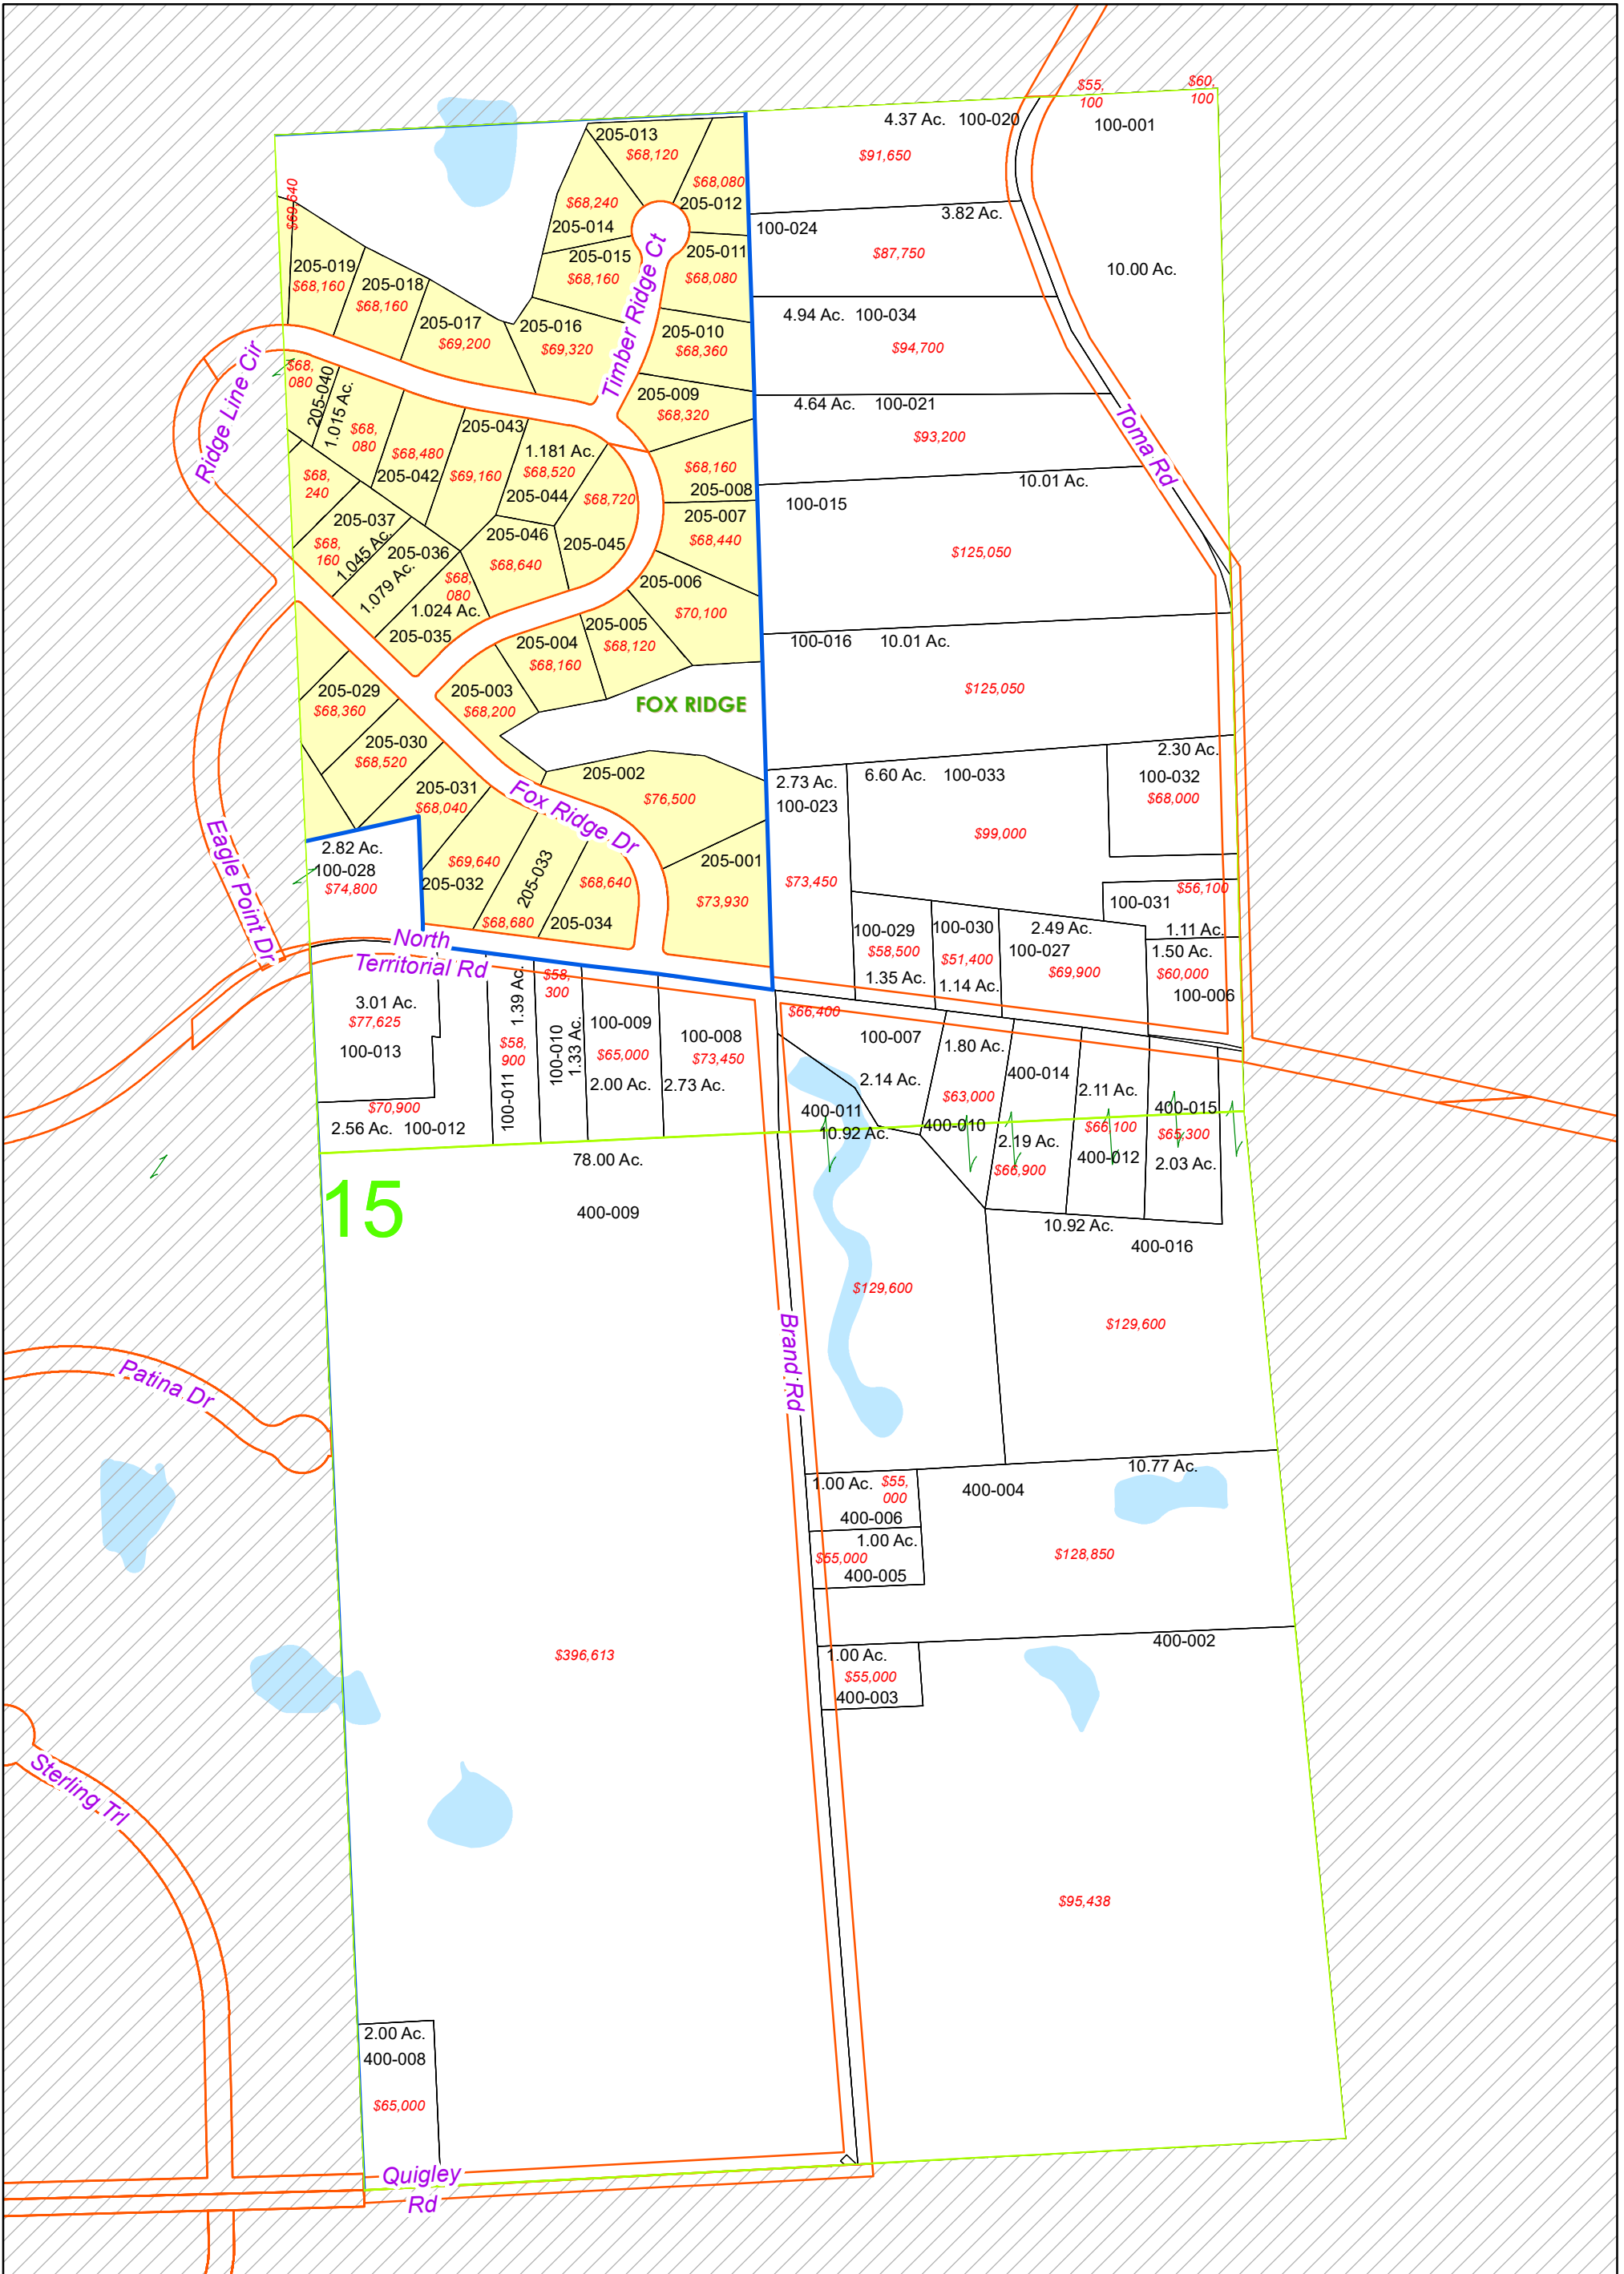 $55,
100
$60,
100
4.37 Ac. 100-020
100-001
$91,650
205-013
$68,120
$68,080
205-012
$69,640
$68,240
205-014
3.82 Ac.
100-024
$87,750
10.00 Ac.
205-015
$68,160
205-011
$68,080
205-019
$68,160
205-018
$68,160
Timber Ridge Ct
205-017
$69,200
205-016
$69,320
205-010
$68,360
4.94 Ac. 100-034
$94,700
Ridge Line Cir
$68,
080
205-040
1.015 Ac.
205-009
$68,320
4.64 Ac. 100-021
$93,200
Toma Rd
$68,
080
$68,480
205-042
205-043
$69,160
1.181 Ac.
$68,520
205-044
$68,720
$68,160
205-008
$68,
240
205-007
$68,440
10.01 Ac.
100-015
$125,050
205-037
$68,
160
1.045 Ac.
205-036
1.079 Ac.
205-046
$68,640
205-045
$68,
080
1.024 Ac.
205-035
205-006
$70,100
205-005
$68,120
205-004
$68,160
100-016 10.01 Ac.
$125,050
205-003
$68,200
FOX RIDGE
205-029
$68,360
205-030
$68,520
205-031
$68,040
205-002
$76,500
Fox Ridge Dr
2.73 Ac.
100-023
$73,450
6.60 Ac. 100-033
$99,000
2.30 Ac.
100-032
$68,000
Eagle Point Dr
2.82 Ac.
100-028
$74,800
$69,640
205-032
205-033
$68,680
$68,640
205-034
205-001
$73,930
$56,100
100-031
1.11 Ac.
100-029
$58,500
1.35 Ac.
100-030
$51,400
1.14 Ac.
2.49 Ac.
100-027
$69,900
1.50 Ac.
$60,000
100-006
North
Territorial Rd
3.01 Ac.
$77,625
100-013
1.39 Ac.
$58,
900
100-011
$58,
300
100-010
1.33 Ac.
100-009
$65,000
2.00 Ac.
100-008
$73,450
2.73 Ac.
$66,400
100-007
2.14 Ac.
1.80 Ac.
$63,000
400-010
400-014
2.19 Ac.
$66,900
2.11 Ac.
$66,100
400-012
400-015
$65,300
2.03 Ac.
400-011
10.92 Ac.
$70,900
2.56 Ac. 100-012
78.00 Ac.
400-009
15
10.92 Ac.
400-016
$129,600
$129,600
Brand Rd
Patina Dr
1.00 Ac. $55,
000
400-006
1.00 Ac.
$55,000
400-005
10.77 Ac.
400-004
$128,850
$396,613
400-002
1.00 Ac.
$55,000
400-003
Sterling Trl
$95,438
2.00 Ac.
400-008
$65,000
Quigley
Rd